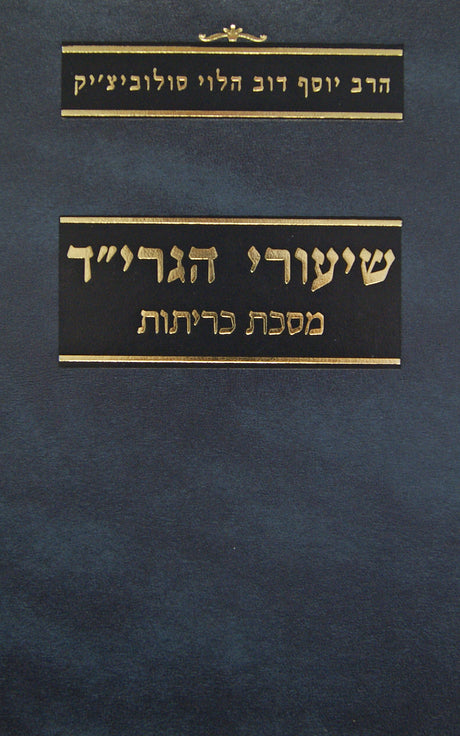 הרב יוסף דוב הלוי סולוביצ׳יק
שיעורי הגרי״ד
מסכת כריתות